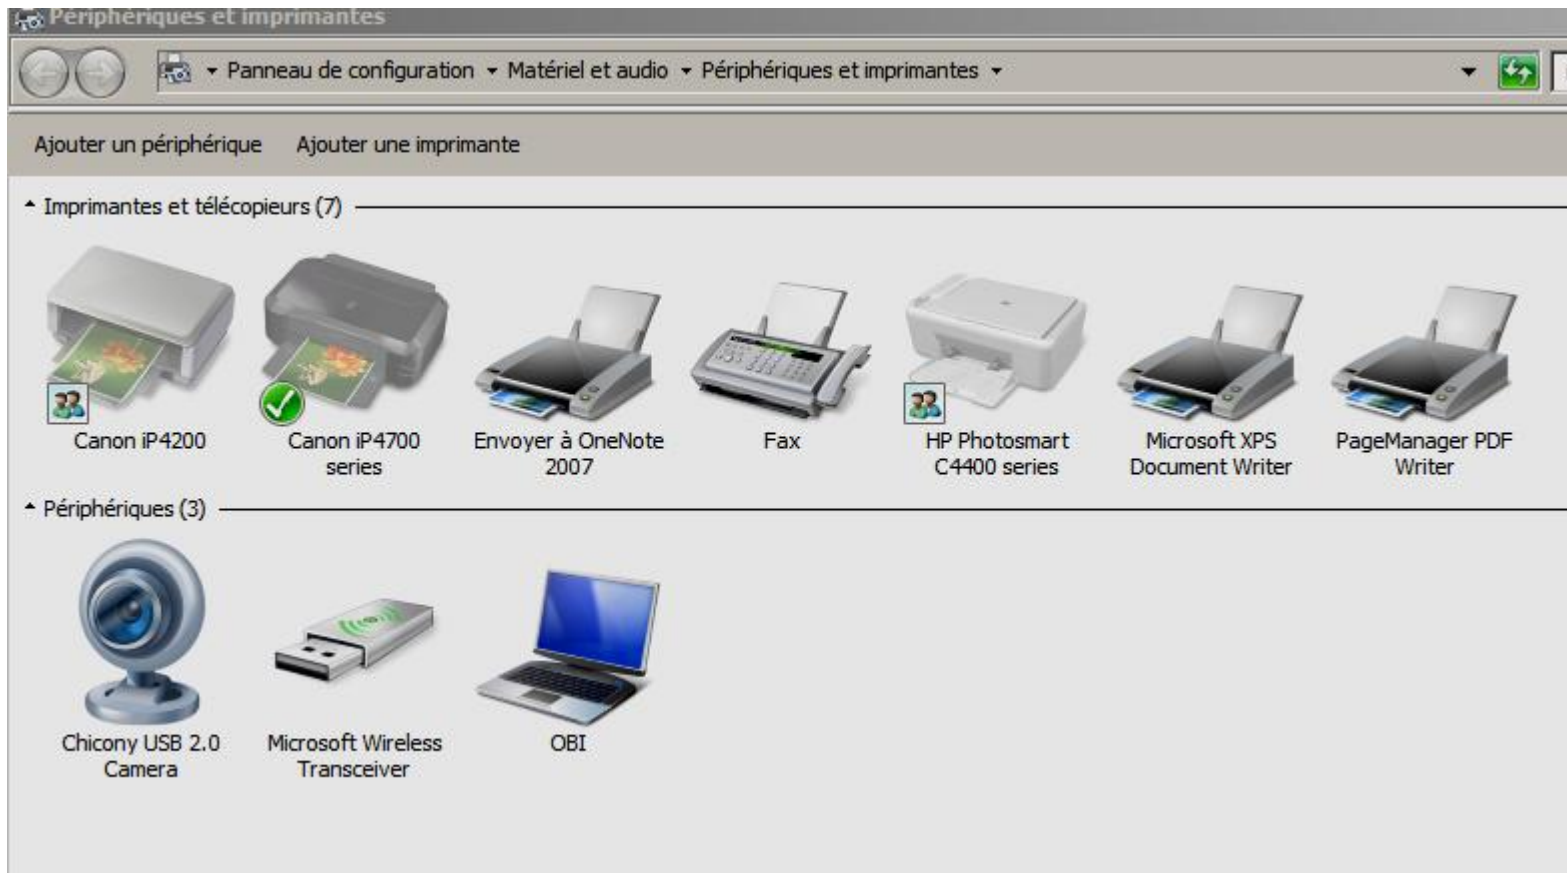 Périphériques et imprimantes
Panneau de configuration Matériel et audio Périphériques et imprimantes
Ajouter un périphérique Ajouter une imprimante
Imprimantes et télécopieurs (7)
Canon iP4200
Canon iP4700
series
Envoyer à OneNote
2007
Fax
HP Photosmart
C4400 series
Microsoft XPS
Document Writer
PageManager PDF
Writer
Périphériques (3)
Chicony USB 2.0
Camera
Microsoft Wireless
Transceiver
OBI